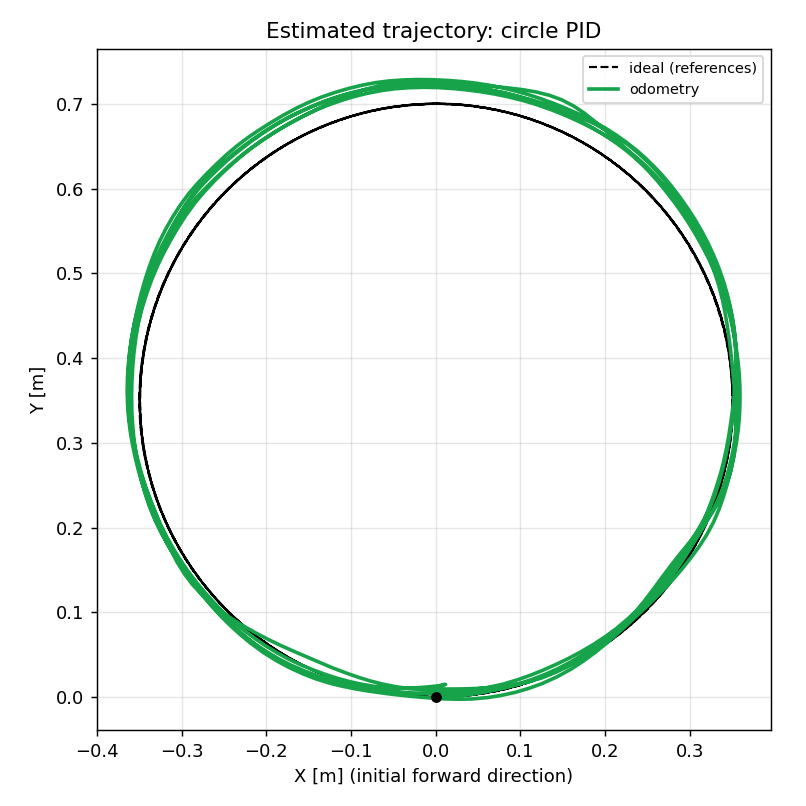 Estimated trajectory: circle PID
ideal (references)
odometry
0.7
0.6
0.5
0.4
0.3
0.2
0.1
0.0
Y [m]
−0.4 −0.3 −0.2 −0.1 0.0 0.1 0.2 0.3
X [m] (initial forward direction)